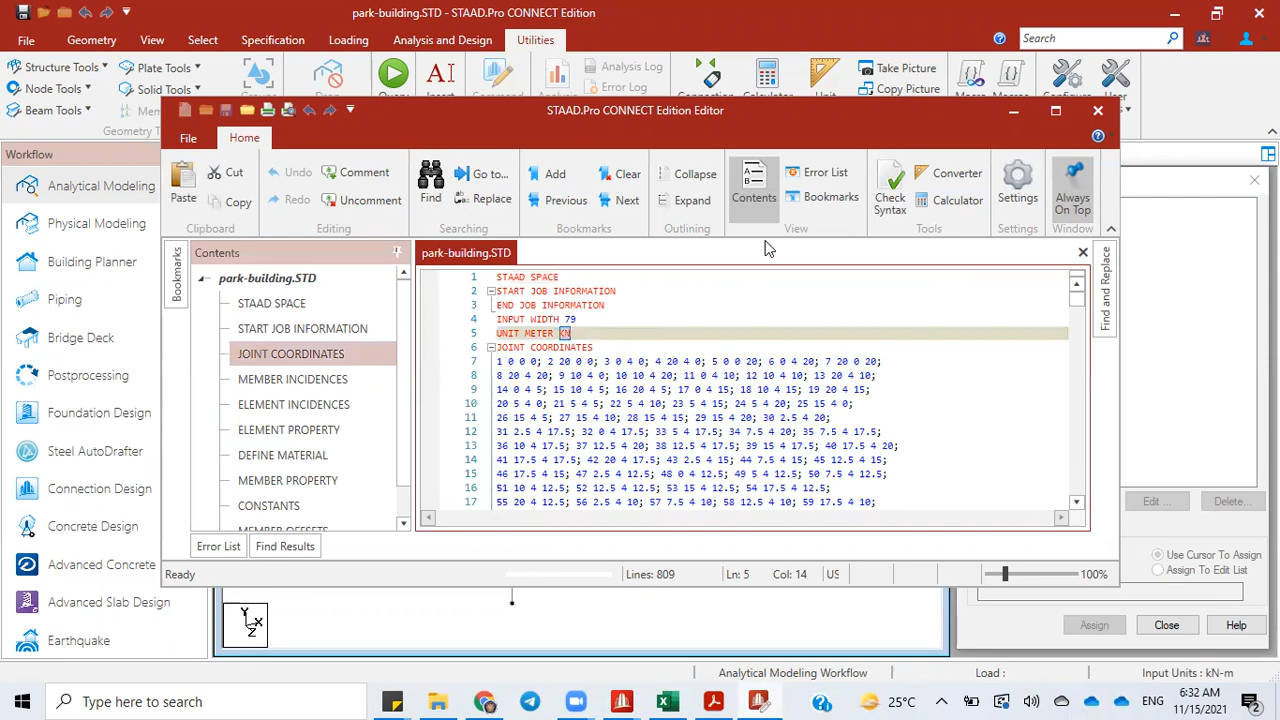 park-building.STD - STAAD.Pro CONNECT Edition
File Geometry View Select Specification Loading Analysis and Design Utilities Search
Structure Tools Plate Tools
Node Tools Solid Tools
Beam Tools
Analysis Log
Error Log
Take Picture
Copy Picture
Geometry T
STAAD.Pro CONNECT Edition Editor
File Home
Paste Cut Copy
Undo Redo Comment Uncomment
Find Go to... Replace
Add Previous Clear Next
Collapse Expand
Contents Error List Bookmarks
Check Syntax Converter Calculator
Settings
Always On Top
Clipboard Editing Searching Bookmarks Outlining View Tools Settings Window
Workflow
Analytical Modeling
Physical Modeling
Building Planner
Piping
Bridge Deck
Postprocessing
Foundation Design
Steel AutoDrafter
Connection Design
Concrete Design
Advanced Concrete
Advanced Slab Design
Earthquake
Bookmarks
Contents
park-building.STD
STAAD SPACE
START JOB INFORMATION
JOINT COORDINATES
MEMBER INCIDENCES
ELEMENT INCIDENCES
ELEMENT PROPERTY
DEFINE MATERIAL
MEMBER PROPERTY
CONSTANTS
MEMBER OFFSETS
park-building.STD
1 STAAD SPACE
2 START JOB INFORMATION
3 END JOB INFORMATION
4 INPUT WIDTH 79
5 UNIT METER KN
6 JOINT COORDINATES
7 1 0 0 0; 2 20 0 0; 3 0 4 0; 4 20 4 0; 5 0 0 20; 6 0 4 20; 7 20 0 20;
8 8 20 4 20; 9 10 4 0; 10 10 4 20; 11 0 4 10; 12 10 4 10; 13 20 4 10;
9 14 0 4 5; 15 10 4 5; 16 20 4 5; 17 0 4 15; 18 10 4 15; 19 20 4 15;
10 20 5 4 0; 21 5 4 5; 22 5 4 10; 23 5 4 15; 24 5 4 20; 25 15 4 0;
11 26 15 4 5; 27 15 4 10; 28 15 4 15; 29 15 4 20; 30 2.5 4 20;
12 31 2.5 4 17.5; 32 0 4 17.5; 33 5 4 17.5; 34 7.5 4 20; 35 7.5 4 17.5;
13 36 10 4 17.5; 37 12.5 4 20; 38 12.5 4 17.5; 39 15 4 17.5; 40 17.5 4 20;
14 41 17.5 4 17.5; 42 20 4 17.5; 43 2.5 4 15; 44 7.5 4 15; 45 12.5 4 15;
15 46 17.5 4 15; 47 2.5 4 12.5; 48 0 4 12.5; 49 5 4 12.5; 50 7.5 4 12.5;
16 51 10 4 12.5; 52 12.5 4 12.5; 53 15 4 12.5; 54 17.5 4 12.5;
17 55 20 4 12.5; 56 2.5 4 10; 57 7.5 4 10; 58 12.5 4 10; 59 17.5 4 10;
Find and Replace
Error List Find Results
Ready Lines: 809 Ln: 5 Col: 14 US 100%
Edit ... Delete...
Use Cursor To Assign
Assign To Edit List
Assign Close Help
Y X Z
Analytical Modeling Workflow Load : Input Units : kN-m
Type here to search
25°C
ENG
6:32 AM
11/15/2021
2